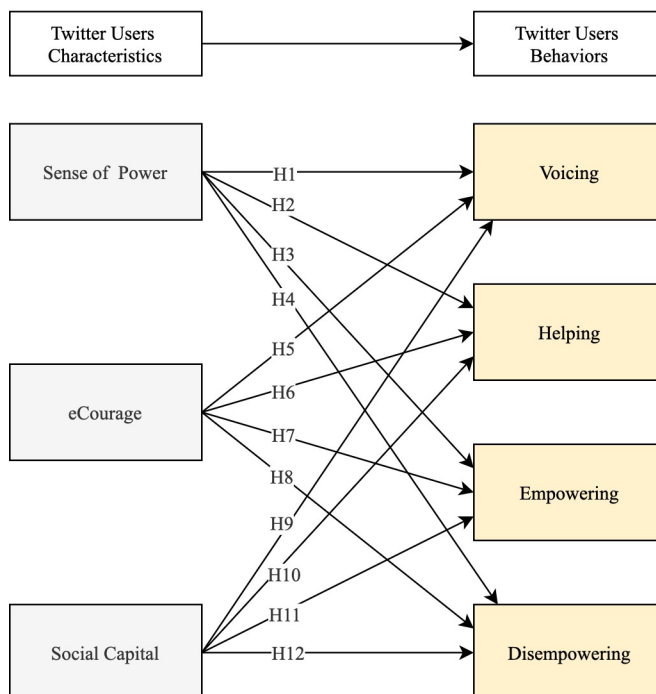 Twitter Users
Characteristics
Twitter Users
Behaviors
Sense of Power
Voicing
H1
H2
H3
H4
Helping
H5
H6
eCourage
H7
H8
Empowering
H9
H10
H11
Social Capital
H12
Disempowering